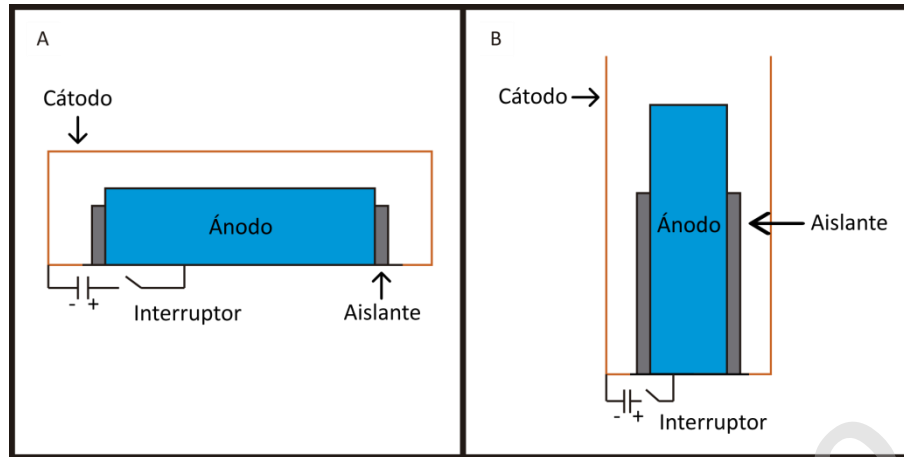 A
Cátodo
Ánodo
- +
Interruptor
Aislante
B
Cátodo
Ánodo
Aislante
- +
Interruptor